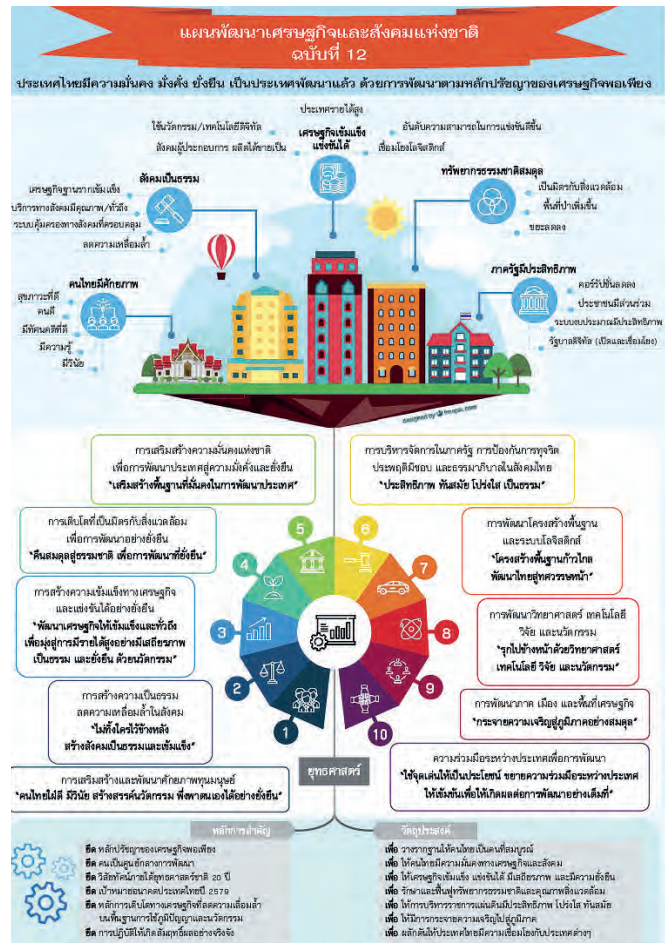 แผนพัฒนาเศรษฐกิจและสังคมแห่งชาติ
ฉบับที่ 12
ประเทศไทยมีความมั่นคง มั่งคั่ง ยั่งยืน เป็นประเทศพัฒนาแล้ว ด้วยการพัฒนาตามหลักปรัชญาของเศรษฐกิจพอเพียง
ประเทศรายได้สูง
ใช้นวัตกรรม/เทคโนโลยีดิจิทัล
สังคมผู้ประกอบการ ผลิตได้ขายเป็น
เศรษฐกิจเข้มแข็ง
แข่งขันได้
อันดับความสามารถในการแข่งขันดีขึ้น
เชื่อมโยงโลจิสติกส์
สังคมเป็นธรรม
เศรษฐกิจฐานรากเข้มแข็ง
บริการทางสังคมมีคุณภาพ/ทั่วถึง
ระบบคุ้มครองทางสังคมที่ครอบคลุม
ลดความเหลื่อมล้ำ
ทรัพยากรธรรมชาติสมดุล
เป็นมิตรกับสิ่งแวดล้อม
พื้นที่ป่าเพิ่มขึ้น
ขยะลดลง
คนไทยมีศักยภาพ
สุขภาวะที่ดี
คนดี
มีทัศนคติที่ดี
มีความรู้
มีวินัย
ภาครัฐมีประสิทธิภาพ
คอร์รัปชั่นลดลง
ประชาชนมีส่วนร่วม
ระบบงบประมาณมีประสิทธิภาพ
รัฐบาลดิจิทัล (เปิดและเชื่อมโยง)
designed by freepik.com
การเสริมสร้างความมั่นคงแห่งชาติ
เพื่อการพัฒนาประเทศสู่ความมั่งคั่งและยั่งยืน
"เสริมสร้างพื้นฐานที่มั่นคงในการพัฒนาประเทศ"
การบริหารจัดการในภาครัฐ การป้องกันการทุจริต
ประพฤติมิชอบ และธรรมาภิบาลในสังคมไทย
"ประสิทธิภาพ ทันสมัย โปร่งใส เป็นธรรม"
การเติบโตที่เป็นมิตรกับสิ่งแวดล้อม
เพื่อการพัฒนาอย่างยั่งยืน
"คืนสมดุลสู่ธรรมชาติ เพื่อการพัฒนาที่ยั่งยืน"
การพัฒนาโครงสร้างพื้นฐาน
และระบบโลจิสติกส์
"โครงสร้างพื้นฐานก้าวไกล
พัฒนาไทยสู่ทศวรรษหน้า"
การสร้างความเข้มแข็งทางเศรษฐกิจ
และแข่งขันได้อย่างยั่งยืน
"พัฒนาเศรษฐกิจให้เข้มแข็งและทั่วถึง
เพื่อมุ่งสู่การมีรายได้สูงอย่างมีเสถียรภาพ
เป็นธรรม และยั่งยืน ด้วยนวัตกรรม"
การพัฒนาวิทยาศาสตร์ เทคโนโลยี
วิจัย และนวัตกรรม
"รุกไปข้างหน้าด้วยวิทยาศาสตร์
เทคโนโลยี วิจัย และนวัตกรรม"
การสร้างความเป็นธรรม
ลดความเหลื่อมล้ำในสังคม
"ไม่ทิ้งใครไว้ข้างหลัง
สร้างสังคมเป็นธรรมและเข้มแข็ง"
การพัฒนาภาค เมือง และพื้นที่เศรษฐกิจ
"กระจายความเจริญสู่ภูมิภาคอย่างสมดุล"
การเสริมสร้างและพัฒนาศักยภาพทุนมนุษย์
"คนไทยใฝ่ดี มีวินัย สร้างสรรค์นวัตกรรม พึ่งพาตนเองได้อย่างยั่งยืน"
ความร่วมมือระหว่างประเทศเพื่อการพัฒนา
"ใช้จุดเด่นให้เป็นประโยชน์ ขยายความร่วมมือระหว่างประเทศ
ให้เข้มข้นเพื่อให้เกิดผลต่อการพัฒนาอย่างเต็มที่"
5
6
4
7
3
8
2
9
1
10
ยุทธศาสตร์
หลักการสำคัญ
ยึด หลักปรัชญาของเศรษฐกิจพอเพียง
ยึด คนเป็นศูนย์กลางการพัฒนา
ยึด วิสัยทัศน์ภายใต้ยุทธศาสตร์ชาติ 20 ปี
ยึด เป้าหมายอนาคตประเทศไทยปี 2579
ยึด หลักการเติบโตทางเศรษฐกิจที่ลดความเหลื่อมล้ำ
บนพื้นฐานการใช้ภูมิปัญญาและนวัตกรรม
ยึด การปฏิบัติให้เกิดสัมฤทธิ์ผลอย่างจริงจัง
วัตถุประสงค์
เพื่อ วางรากฐานให้คนไทยเป็นคนที่สมบูรณ์
เพื่อ ให้คนไทยมีความมั่นคงทางเศรษฐกิจและสังคม
เพื่อ ให้เศรษฐกิจเข้มแข็ง แข่งขันได้ มีเสถียรภาพ และมีความยั่งยืน
เพื่อ รักษาและฟื้นฟูทรัพยากรธรรมชาติและคุณภาพสิ่งแวดล้อม
เพื่อ ให้การบริหารราชการแผ่นดินมีประสิทธิภาพ โปร่งใส ทันสมัย
เพื่อ ให้มีการกระจายความเจริญไปสู่ภูมิภาค
เพื่อ ผลักดันให้ประเทศไทยมีความเชื่อมโยงกับประเทศต่างๆ